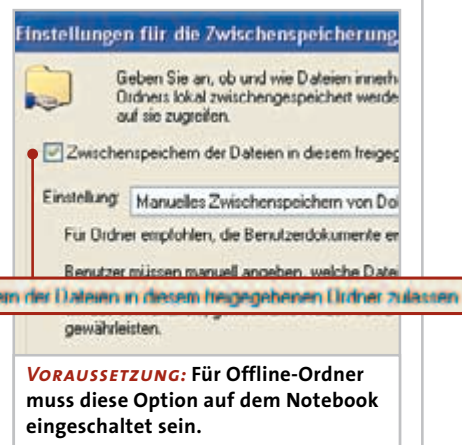 Einstellungen für die Zwischenspeicherung
Geben Sie an, ob und wie Dateien innerh
Ordners lokal zwischengespeichert werde
auf sie zugreifen.
Zwischenspeichern der Dateien in diesem freigeg
Einstellung: Manuelles Zwischenspeichern von Do
Für Ordner empfohlen, die Benutzerdokumente er
Benutzer müssen manuell angeben, welche Datei
rn der Dateien in diesem freigegebenen Ordner zulassen
gewährleisten.
VORAUSSETZUNG: Für Offline-Ordner
muss diese Option auf dem Notebook
eingeschaltet sein.